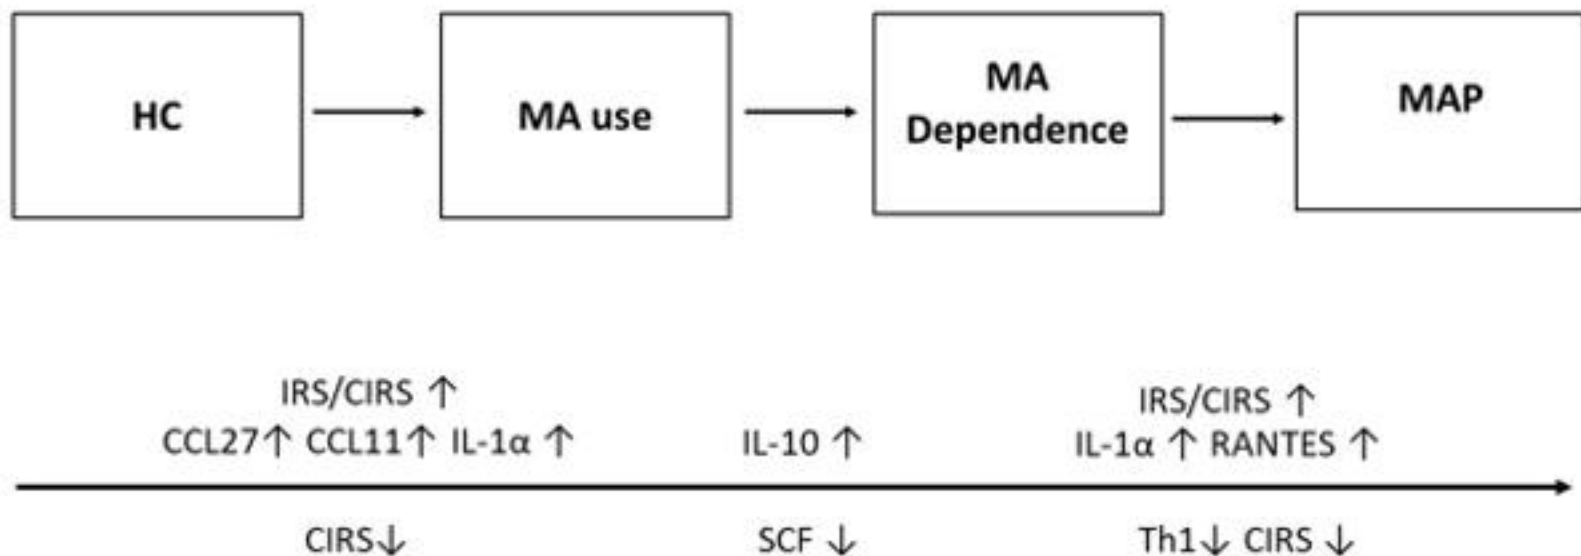 HC
MA use
MA
Dependence
MAP
IRS/CIRS ↑
CCL27↑ CCL11↑ IL-1α ↑
IL-10 ↑
IRS/CIRS ↑
IL-1α ↑ RANTES ↑
CIRS↓
SCF ↓
Th1↓ CIRS ↓